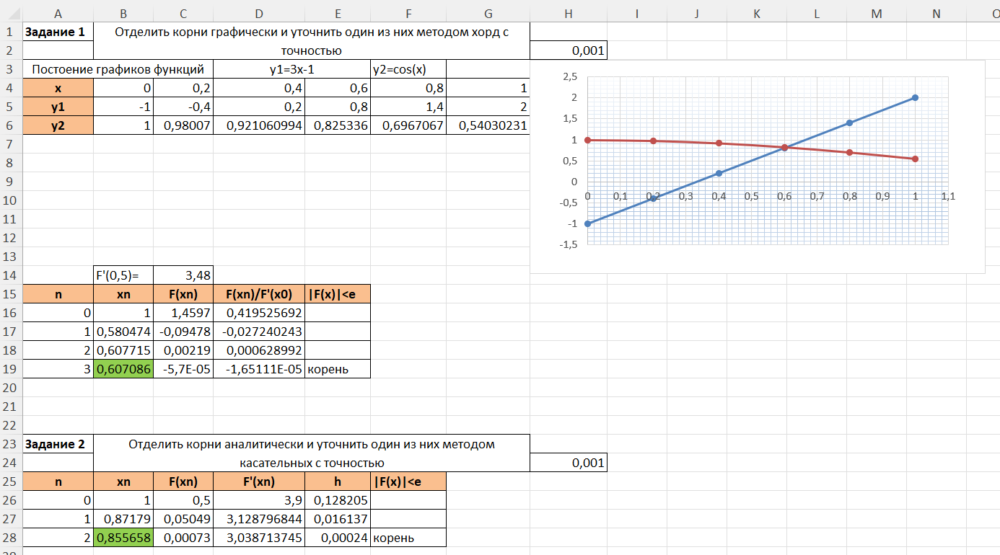 A B C D E F G H I J K L M N O
1 Задание 1 Отделить корни графически и уточнить один из них методом хорд с
2 точностью 0,001
3 Постоение графиков функций y1=3x-1 y2=cos(x)
4 x 0 0,2 0,4 0,6 0,8 1
5 y1 -1 -0,4 0,2 0,8 1,4 2
6 y2 1 0,98007 0,921060994 0,825336 0,6967067 0,54030231
7
8
9
10
11
12
13
2,5
2
1,5
1
0,5
0
0 0,1 0,2 0,3 0,4 0,5 0,6 0,7 0,8 0,9 1 1,1
-0,5
-1
-1,5
14 F'(0,5)= 3,48
15 n xn F(xn) F(xn)/F'(x0) |F(x)|<e
16 0 1 1,4597 0,419525692
17 1 0,580474 -0,09478 -0,027240243
18 2 0,607715 0,00219 0,000628992
19 3 0,607086 -5,7E-05 -1,65111E-05 корень
20
21
22
23 Задание 2 Отделить корни аналитически и уточнить один из них методом
24 касательных с точностью 0,001
25 n xn F(xn) F'(xn) h |F(x)|<e
26 0 1 0,5 3,9 0,128205
27 1 0,87179 0,05049 3,128796844 0,016137
28 2 0,855658 0,00073 3,038713745 0,00024 корень